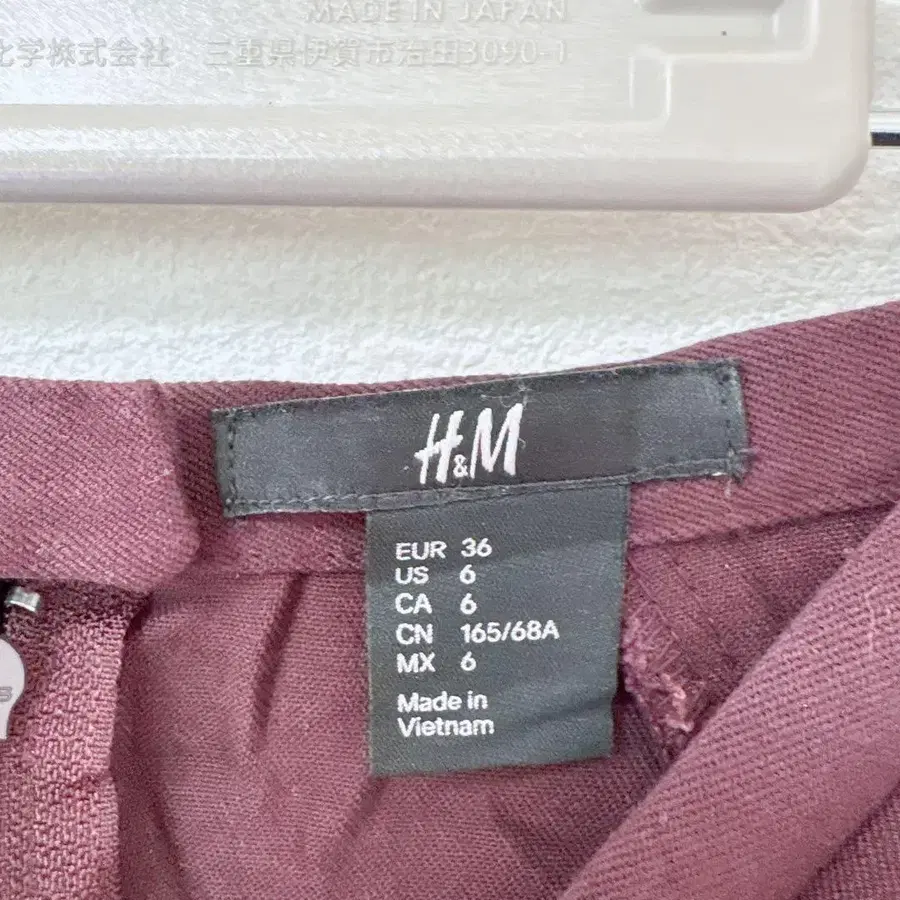 MADE IN JAPAN
化学株式会社 三重県伊賀市治田3090-1
H&M
EUR 36
US 6
CA 6
CN 165/68A
MX 6
Made in
Vietnam